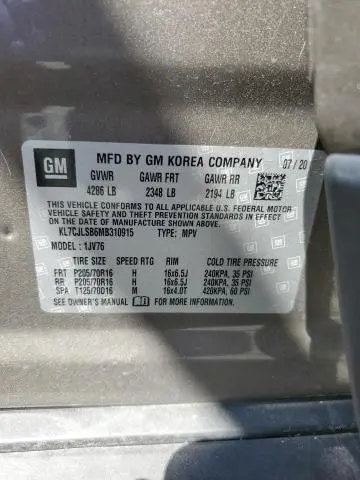 GM
MFD BY GM KOREA COMPANY 07/20
GVWR GAWR FRT GAWR RR
4286 LB 2348 LB 2194 LB
THIS VEHICLE CONFORMS TO ALL APPLICABLE U.S. FEDERAL
MOTOR VEHICLE SAFETY, BUMPER, AND THEFT PREVENTION
STANDARDS IN EFFECT ON THE DATE OF MANUFACTURE SHOWN ABOVE.
KL7CJLSB6MB310915 TYPE: MPV
MODEL: 1JV76
TIRE SIZE SPEED RTG RIM COLD TIRE PRESSURE
FRT P205/70R16 H 16x6.5J 240KPA, 35 PSI
RR P205/70R16 H 16x6.5J 240KPA, 35 PSI
SPA T125/70D16 M 16x4.0T 420KPA, 60 PSI
SEE OWNER'S MANUAL FOR MORE INFORMATION.